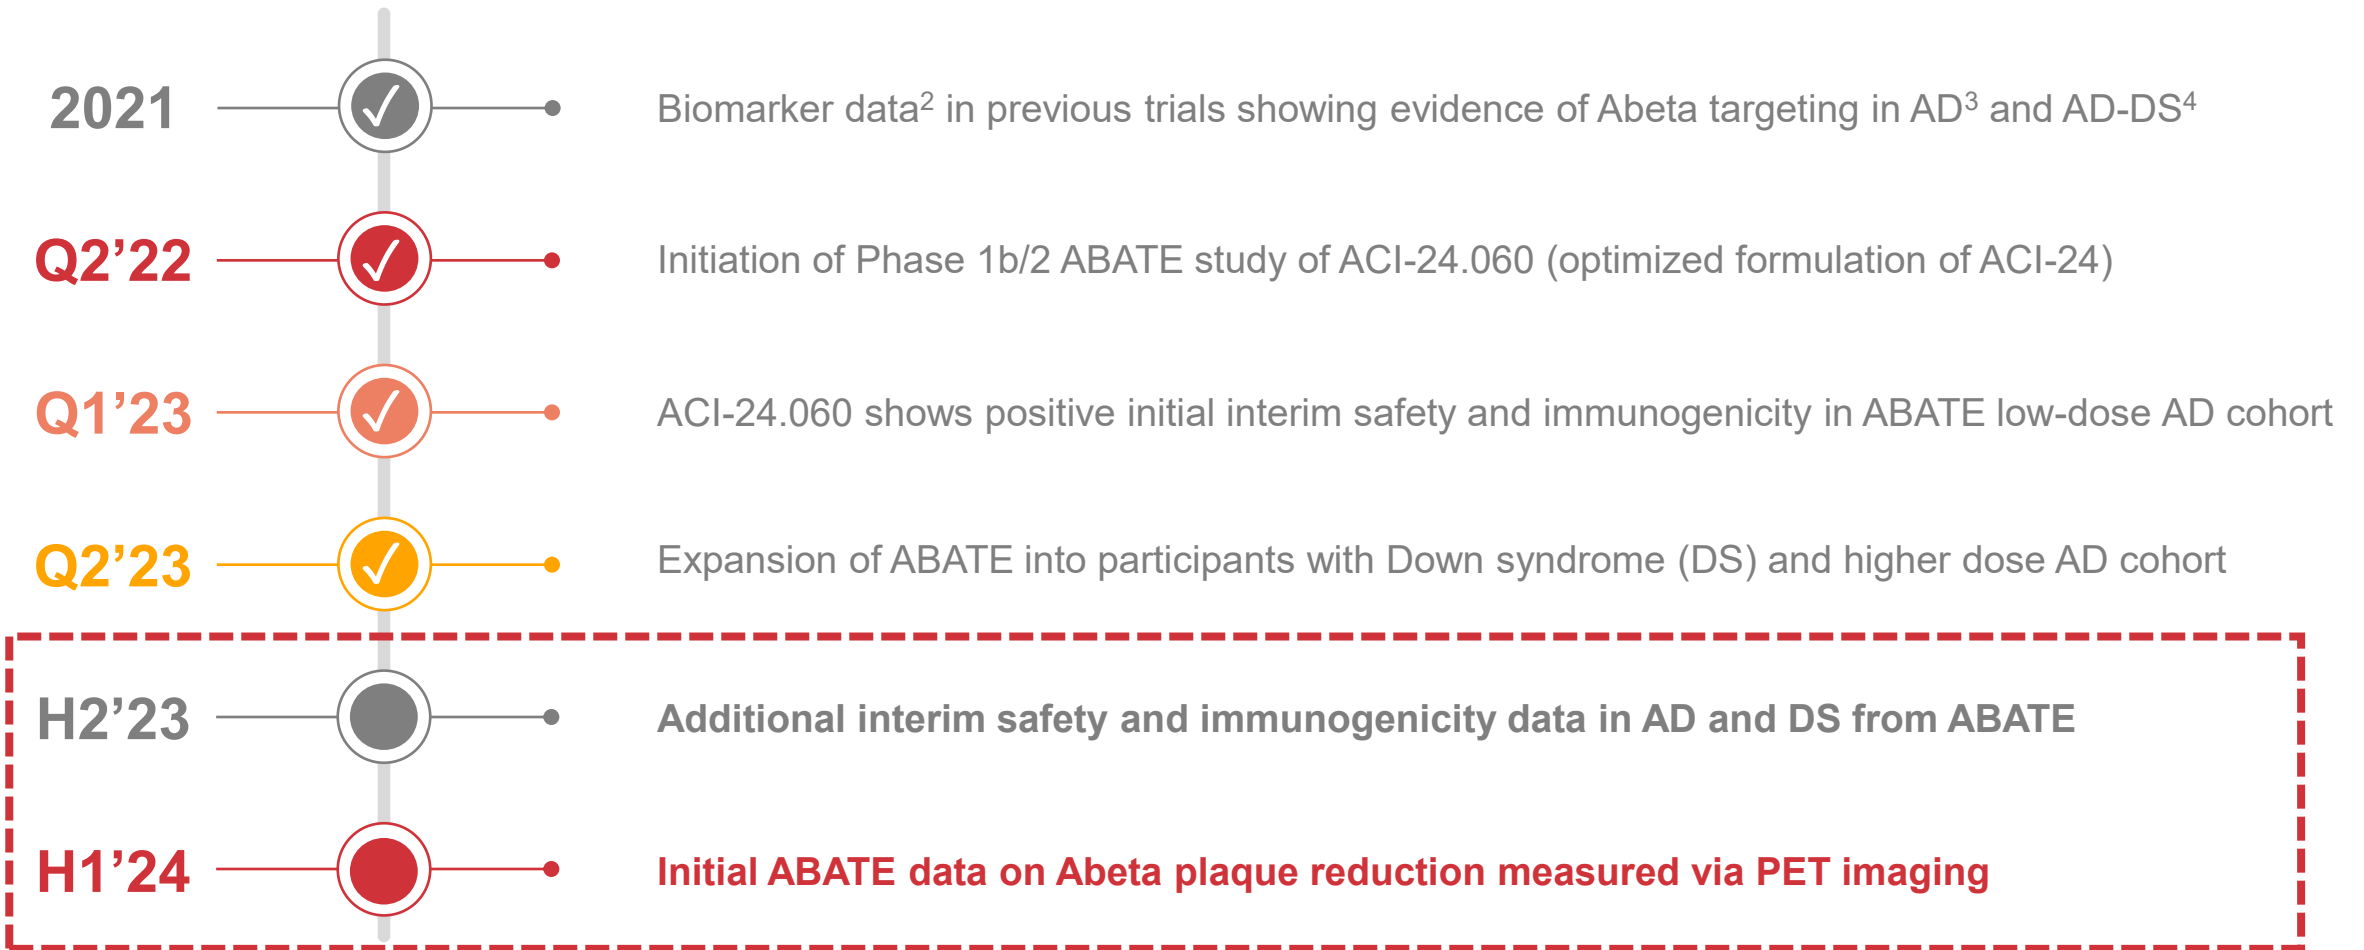 2021
Biomarker data² in previous trials showing evidence of Abeta targeting in AD³ and AD-DS⁴
Q2’22
Initiation of Phase 1b/2 ABATE study of ACI-24.060 (optimized formulation of ACI-24)
Q1’23
ACI-24.060 shows positive initial interim safety and immunogenicity in ABATE low-dose AD cohort
Q2’23
Expansion of ABATE into participants with Down syndrome (DS) and higher dose AD cohort
H2’23
Additional interim safety and immunogenicity data in AD and DS from ABATE
H1’24
Initial ABATE data on Abeta plaque reduction measured via PET imaging